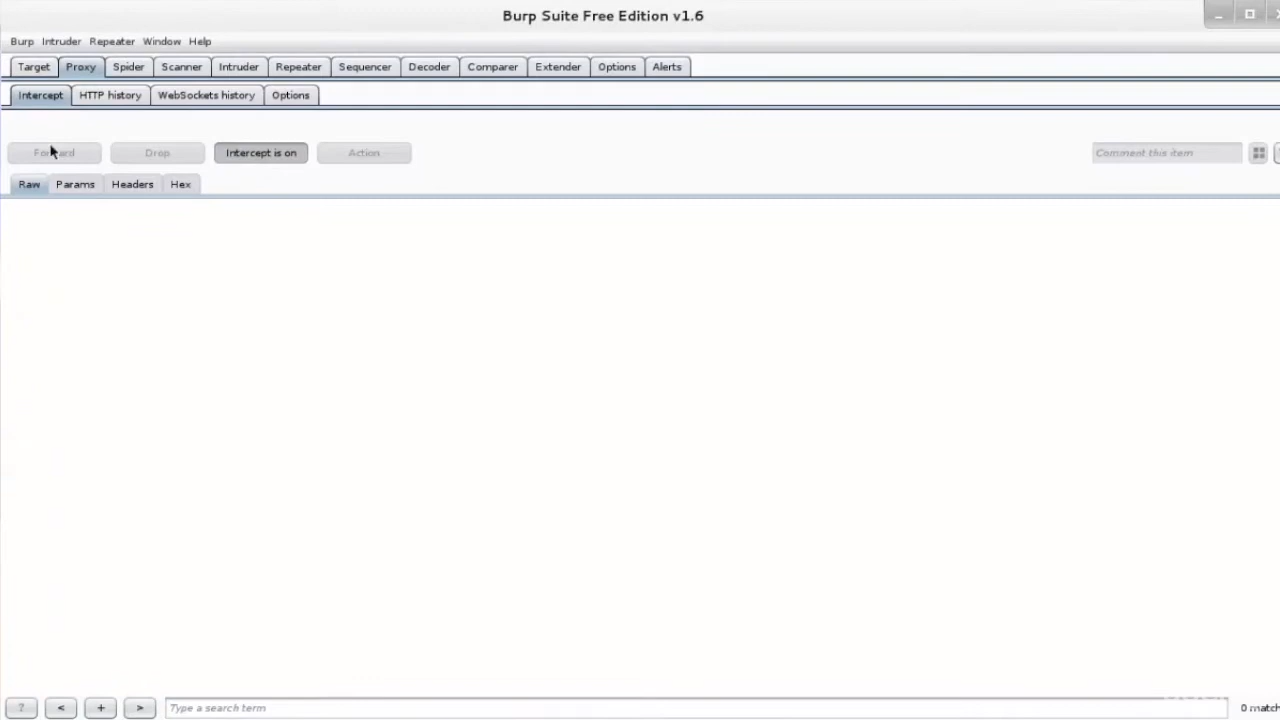 Burp Suite Free Edition v1.6
Burp Intruder Repeater Window Help
Target Proxy Spider Scanner Intruder Repeater Sequencer Decoder Comparer Extender Options Alerts
Intercept HTTP history WebSockets history Options
Forward Drop Intercept is on Action Comment this item
Raw Params Headers Hex
? < + > Type a search term 0 match